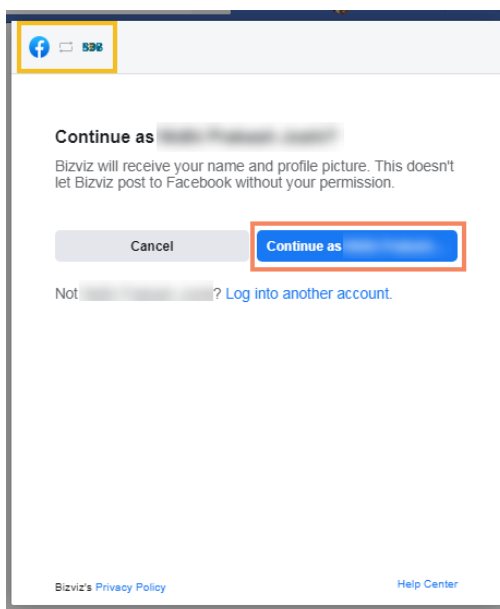 Continue as
Bizviz will receive your name and profile picture. This doesn't
let Bizviz post to Facebook without your permission.
Cancel
Continue as
Not ? Log into another account.
Bizviz's Privacy Policy
Help Center